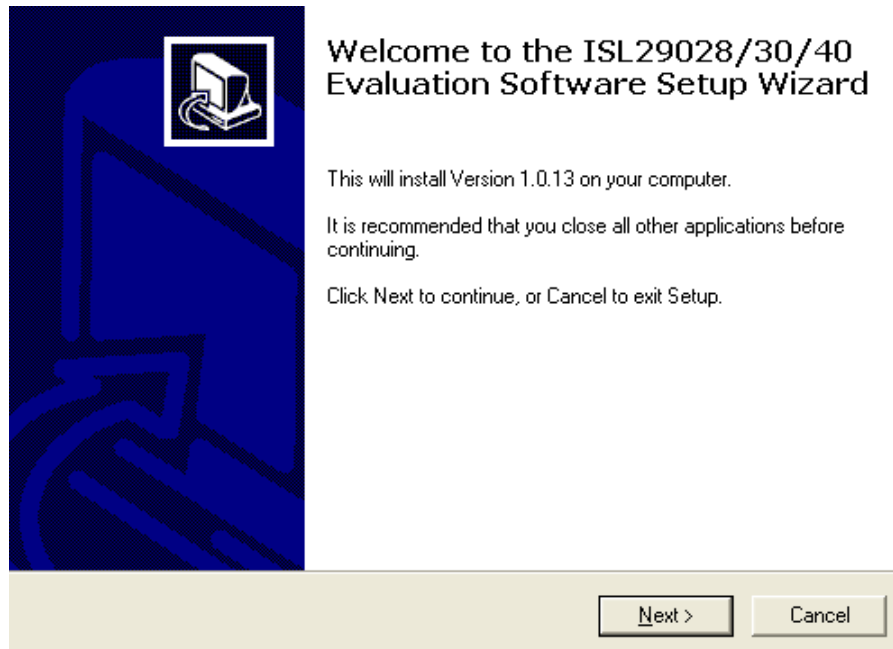 Welcome to the ISL29028/30/40
Evaluation Software Setup Wizard
This will install Version 1.0.13 on your computer.
It is recommended that you close all other applications before
continuing.
Click Next to continue, or Cancel to exit Setup.
Next >
Cancel